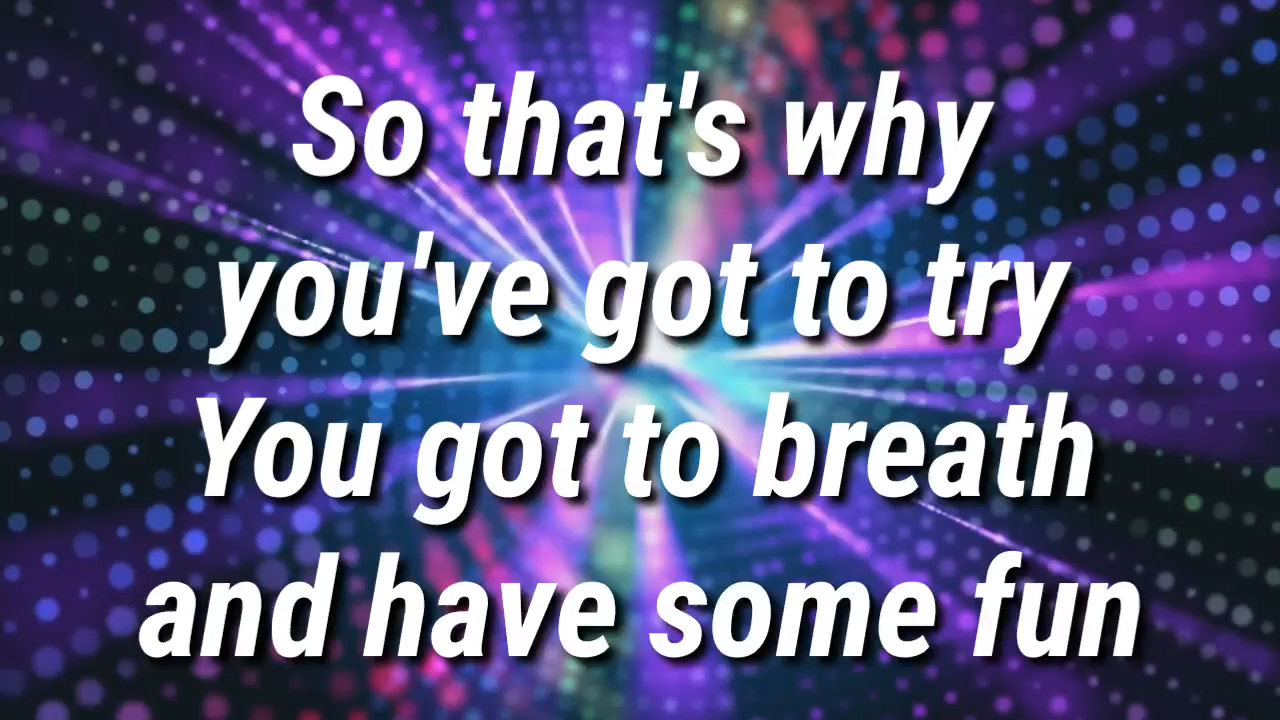 So that's why
you've got to try
You got to breath
and have some fun